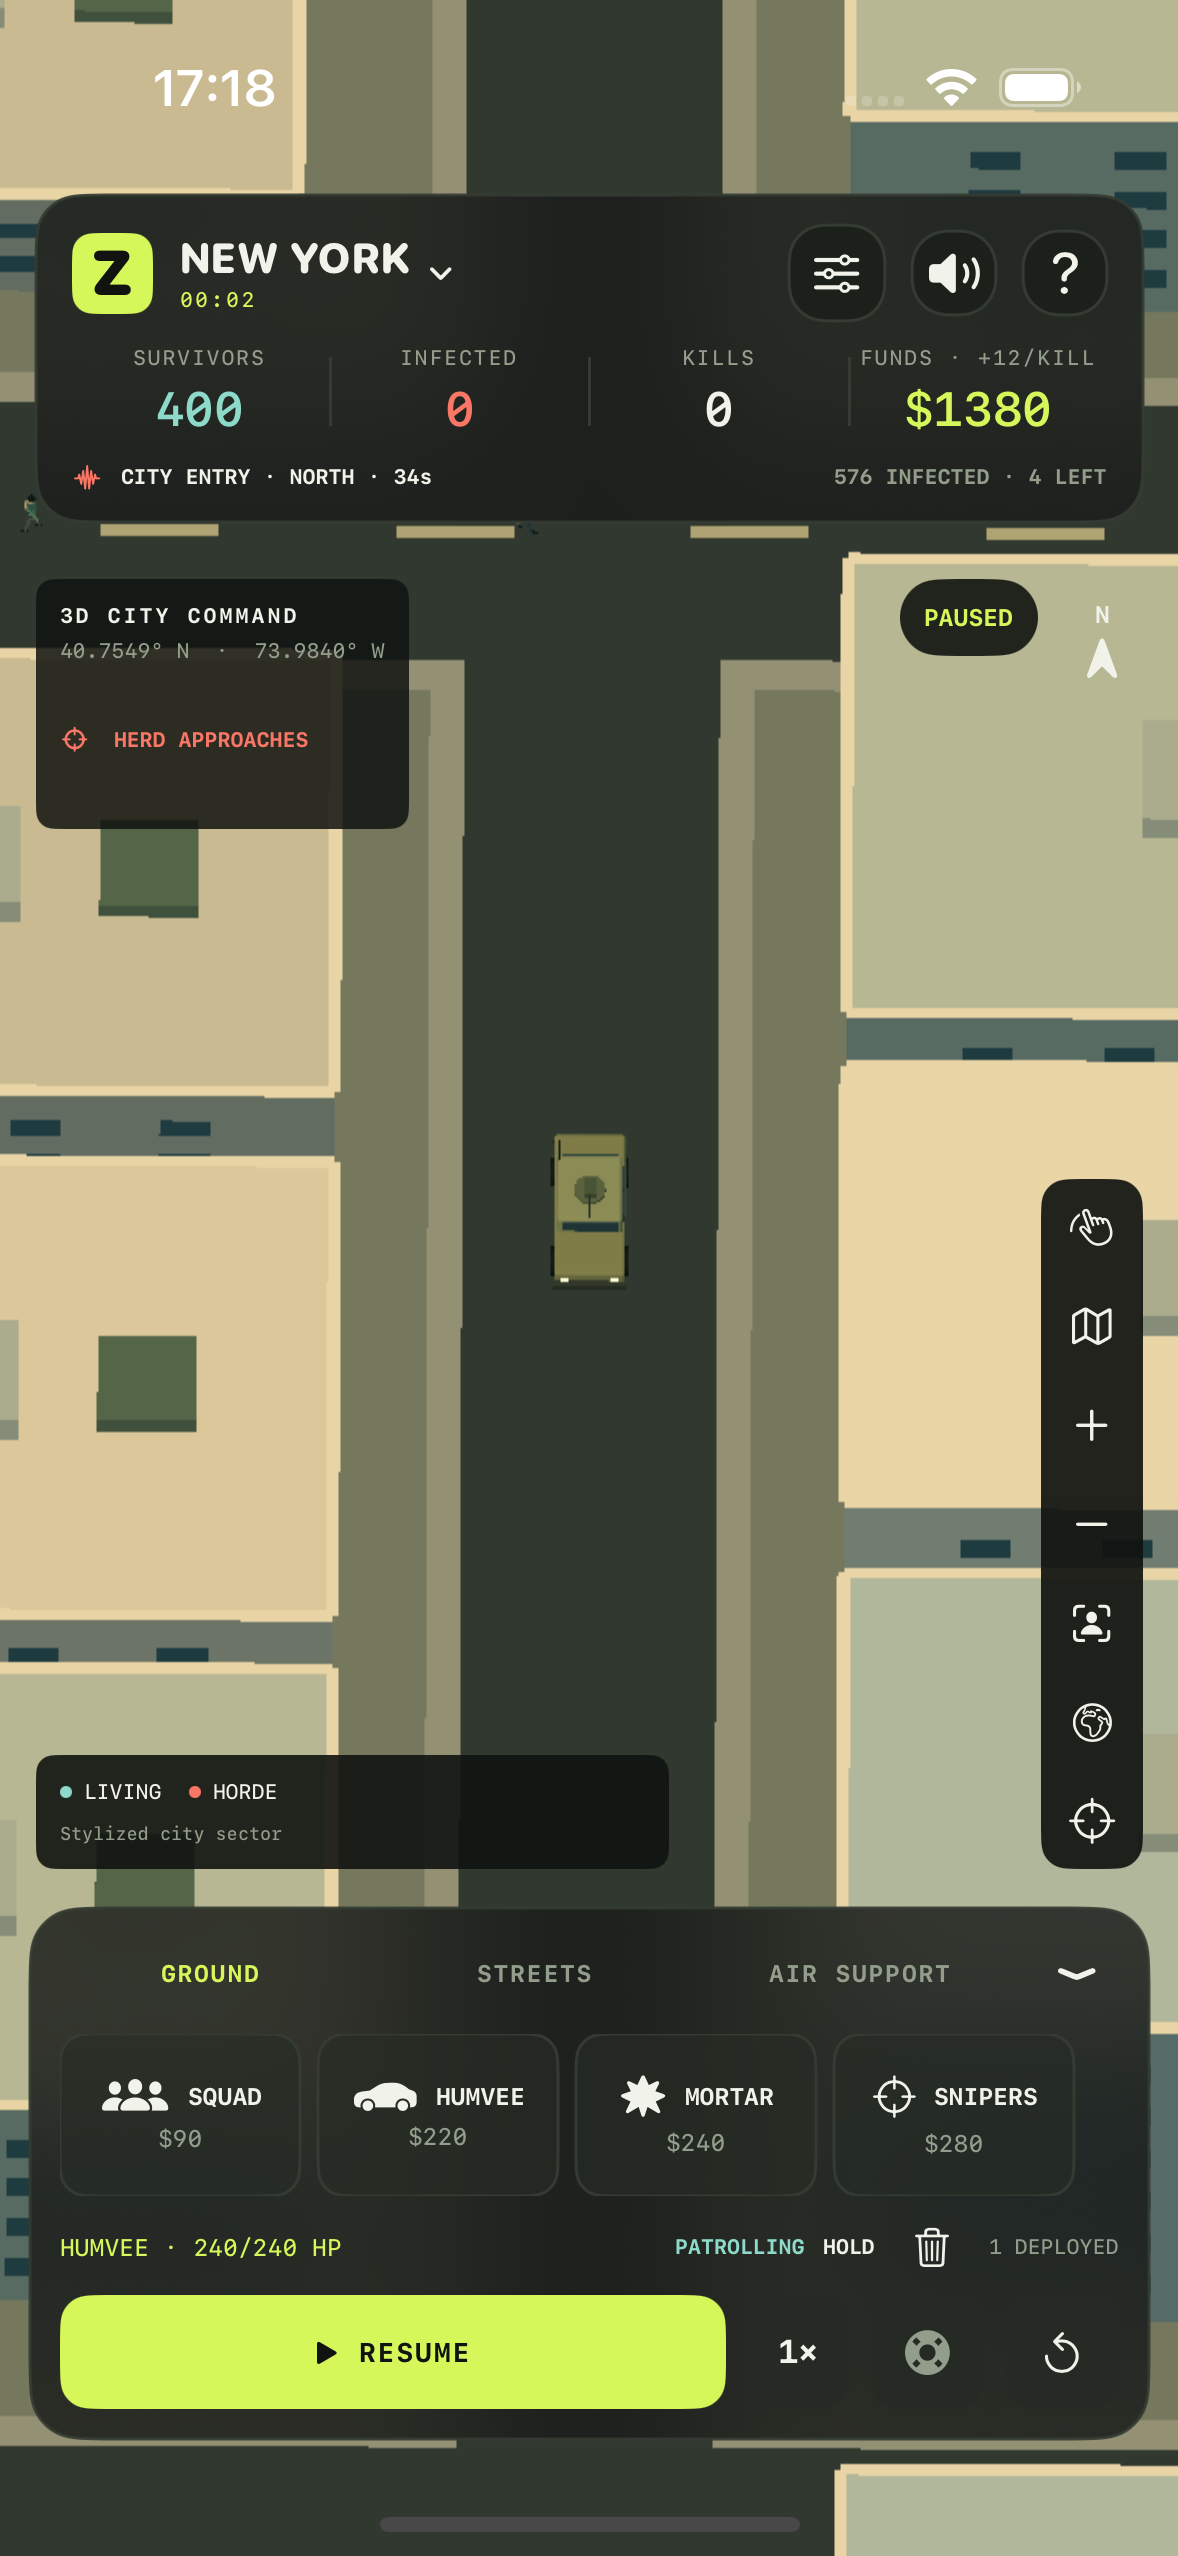 17:18
Z
NEW YORK
00:02
SURVIVORS
400
INFECTED
0
KILLS
0
FUNDS · +12/KILL
$1380
CITY ENTRY · NORTH · 34s
576 INFECTED · 4 LEFT
3D CITY COMMAND
40.7549° N · 73.9840° W
HERD APPROACHES
PAUSED
N
LIVING
HORDE
Stylized city sector
GROUND
STREETS
AIR SUPPORT
SQUAD
$90
HUMVEE
$220
MORTAR
$240
SNIPERS
$280
HUMVEE · 240/240 HP
PATROLLING
HOLD
1 DEPLOYED
RESUME
1×